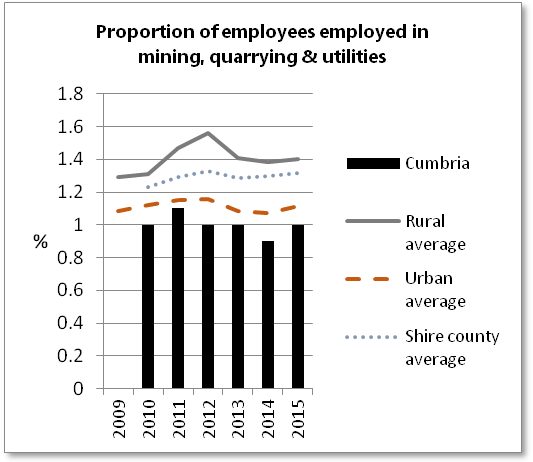 Proportion of employees employed in
mining, quarrying & utilities
1.8
1.6
1.4
1.2
1
0.8
0.6
0.4
0.2
0
%
2009
2010
2011
2012
2013
2014
2015
Cumbria
Rural
average
Urban
average
Shire county
average